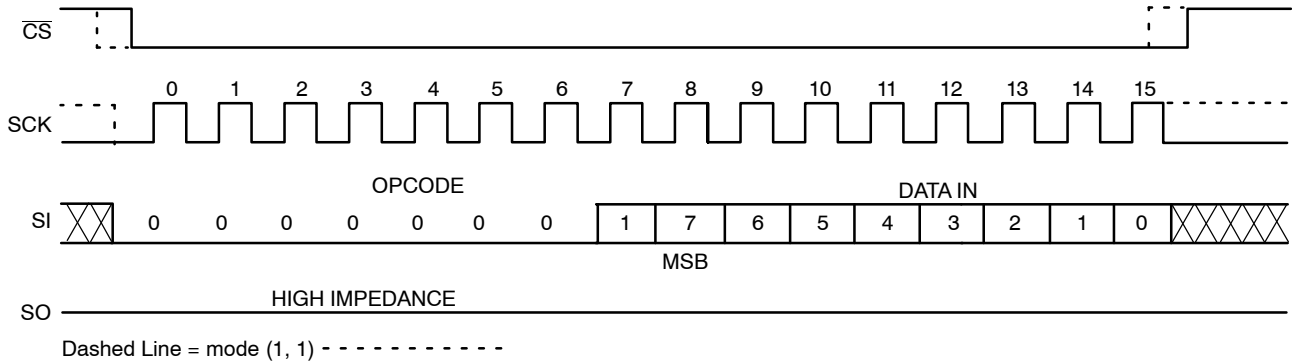 CS
0 1 2 3 4 5 6 7 8 9 10 11 12 13 14 15
SCK
OPCODE DATA IN
SI 0 0 0 0 0 0 0 1 7 6 5 4 3 2 1 0
MSB
HIGH IMPEDANCE
SO
Dashed Line = mode (1, 1) - - - - - - - - - -